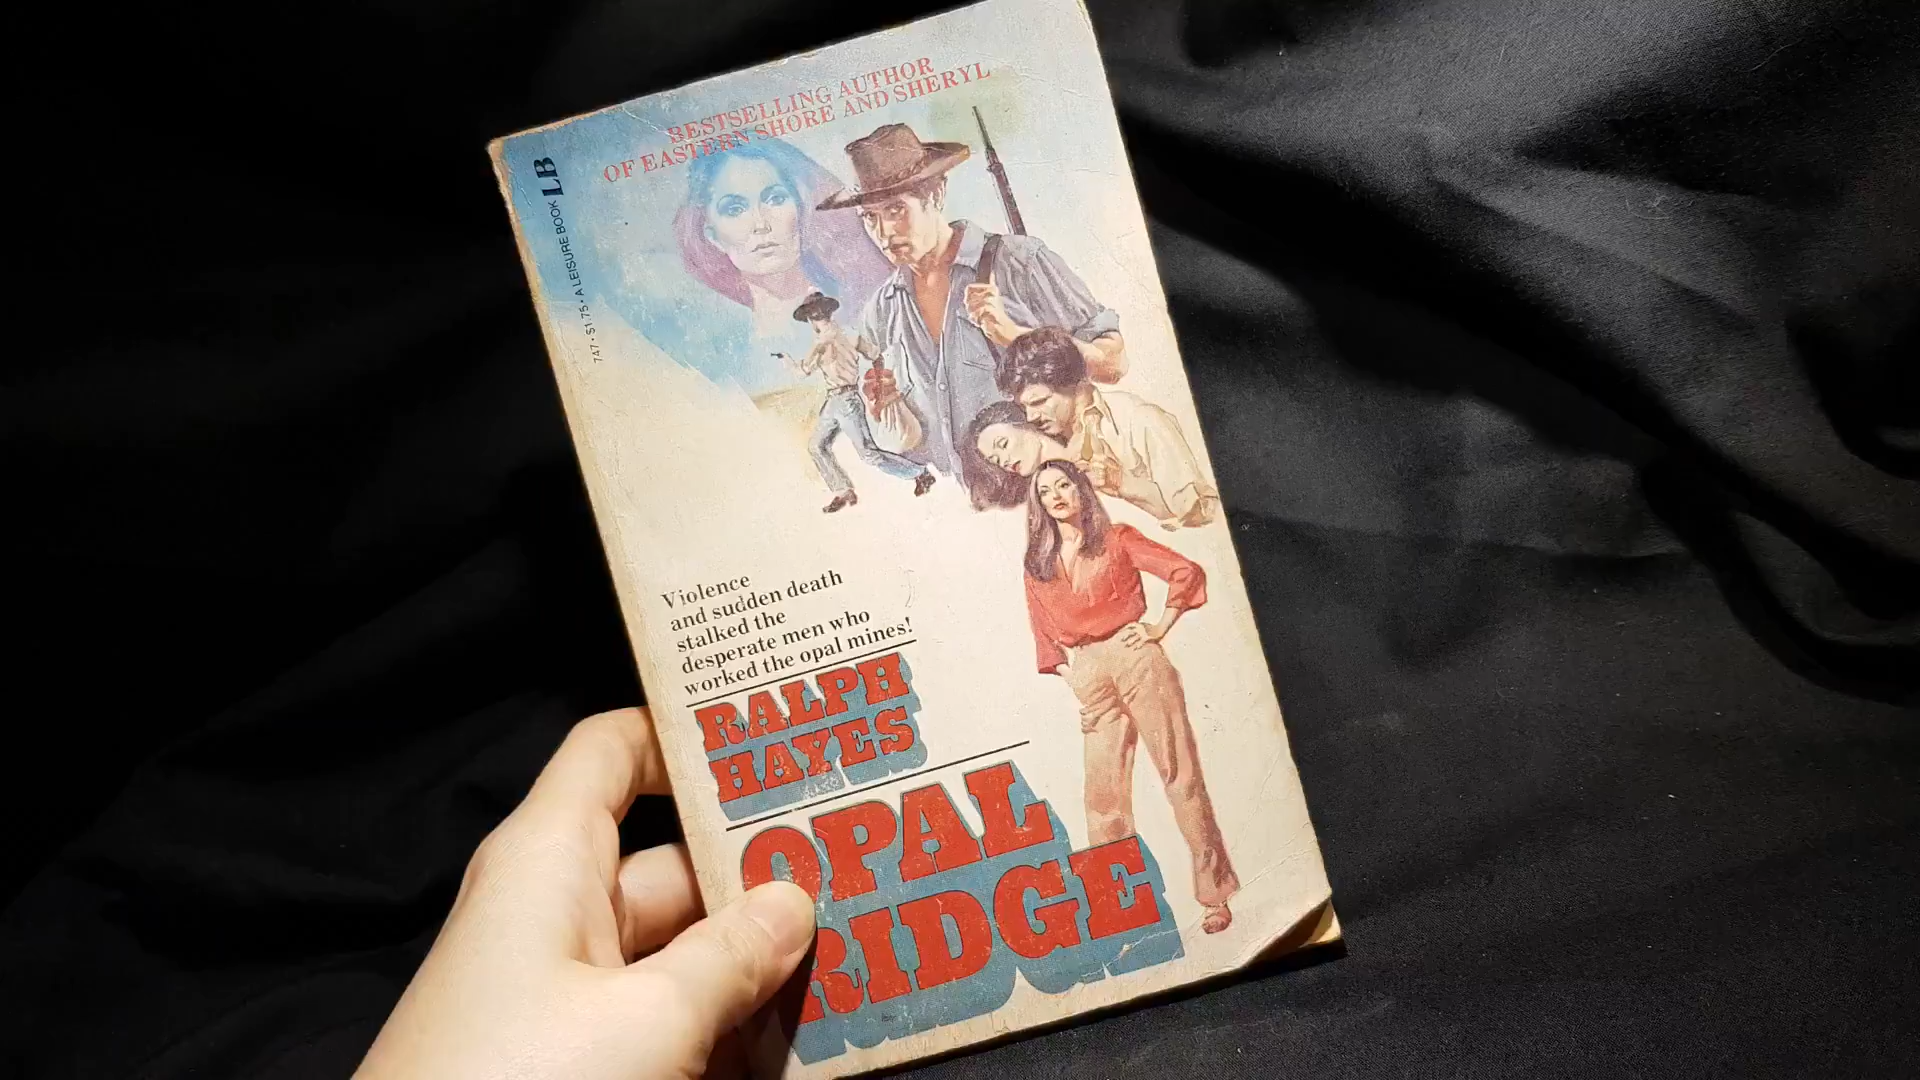 BESTSELLING AUTHOR
OF EASTERN SHORE AND SHERYL
LB
747 • $1.75 • A LEISURE BOOK
Violence
and sudden death
stalked the
desperate men who
worked the opal mines!
RALPH
HAYES
OPAL
RIDGE